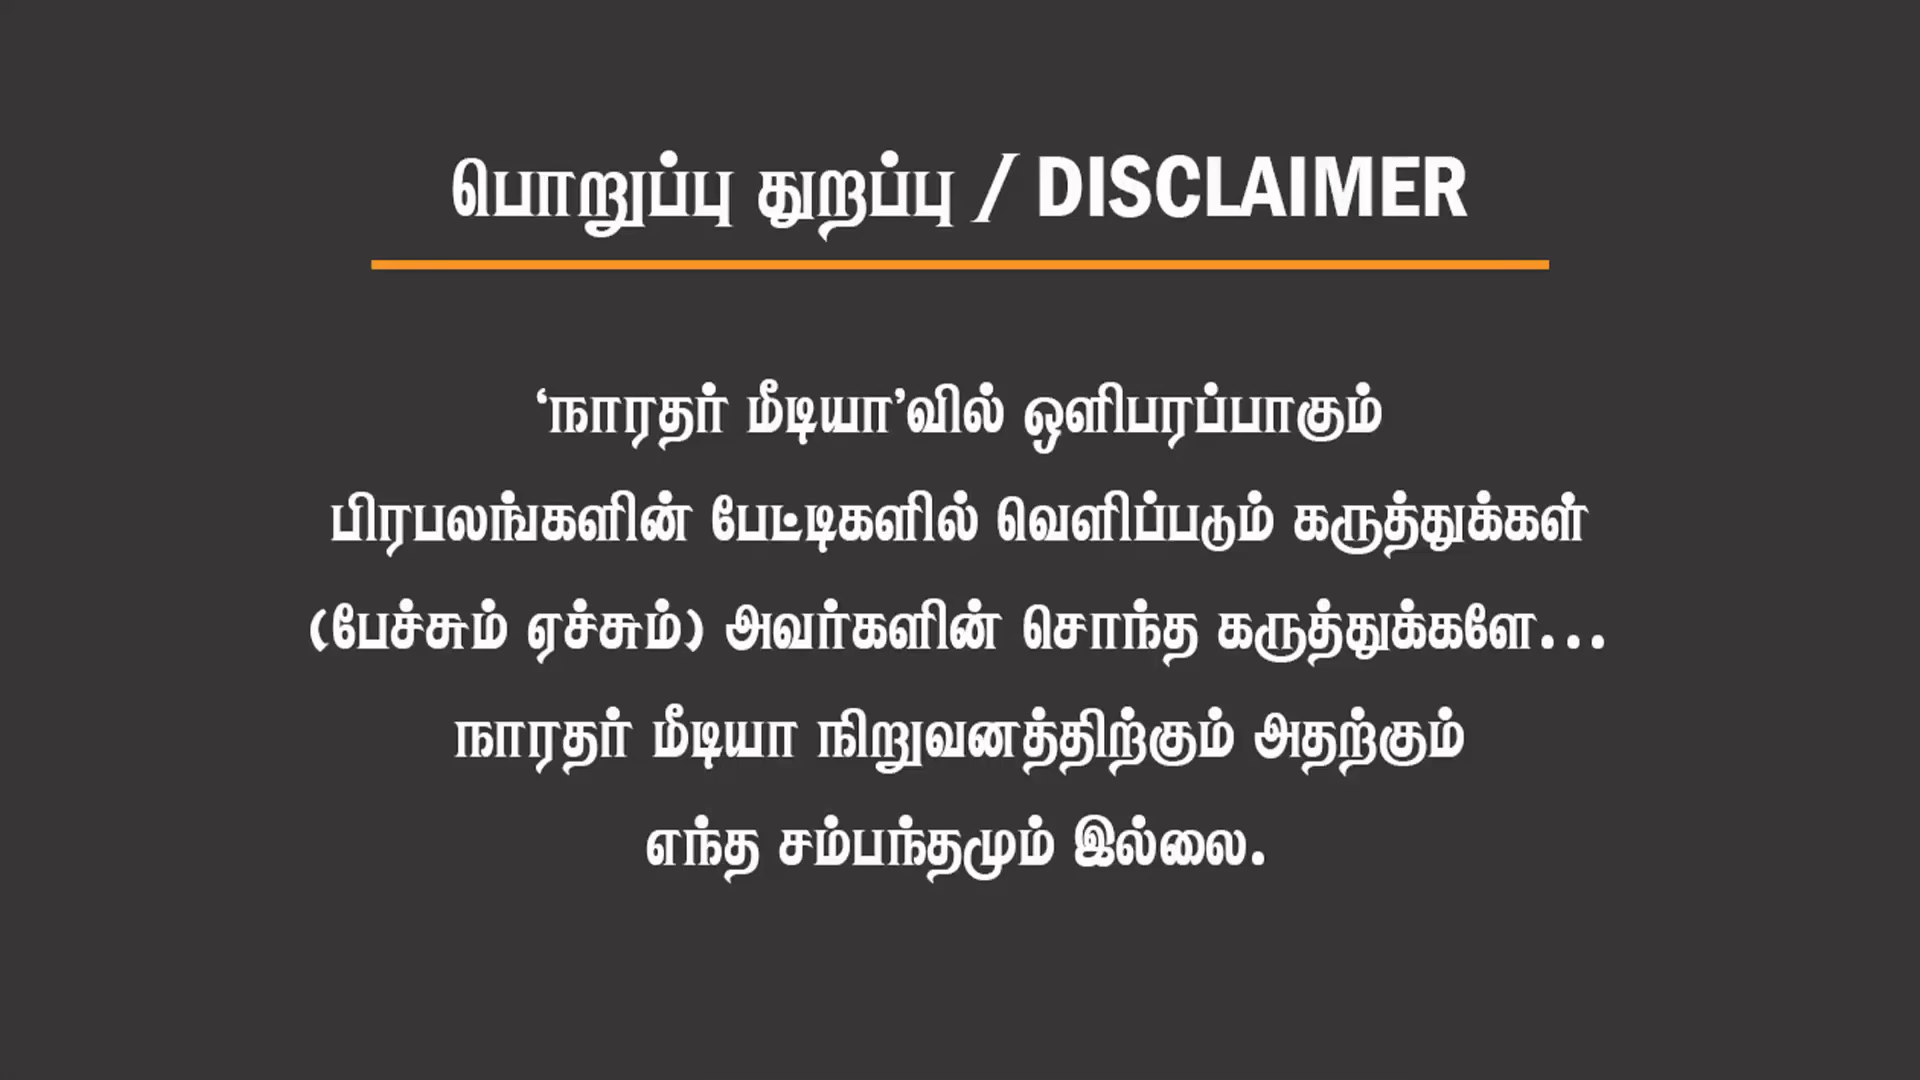 பொறுப்பு துறப்பு / DISCLAIMER
‘நாரதர் மீடியா’வில் ஒளிபரப்பாகும்
பிரபலங்களின் பேட்டிகளில் வெளிப்படும் கருத்துக்கள்
(பேச்சும் ஏச்சும்) அவர்களின் சொந்த கருத்துக்களே...
நாரதர் மீடியா நிறுவனத்திற்கும் அதற்கும்
எந்த சம்பந்தமும் இல்லை.